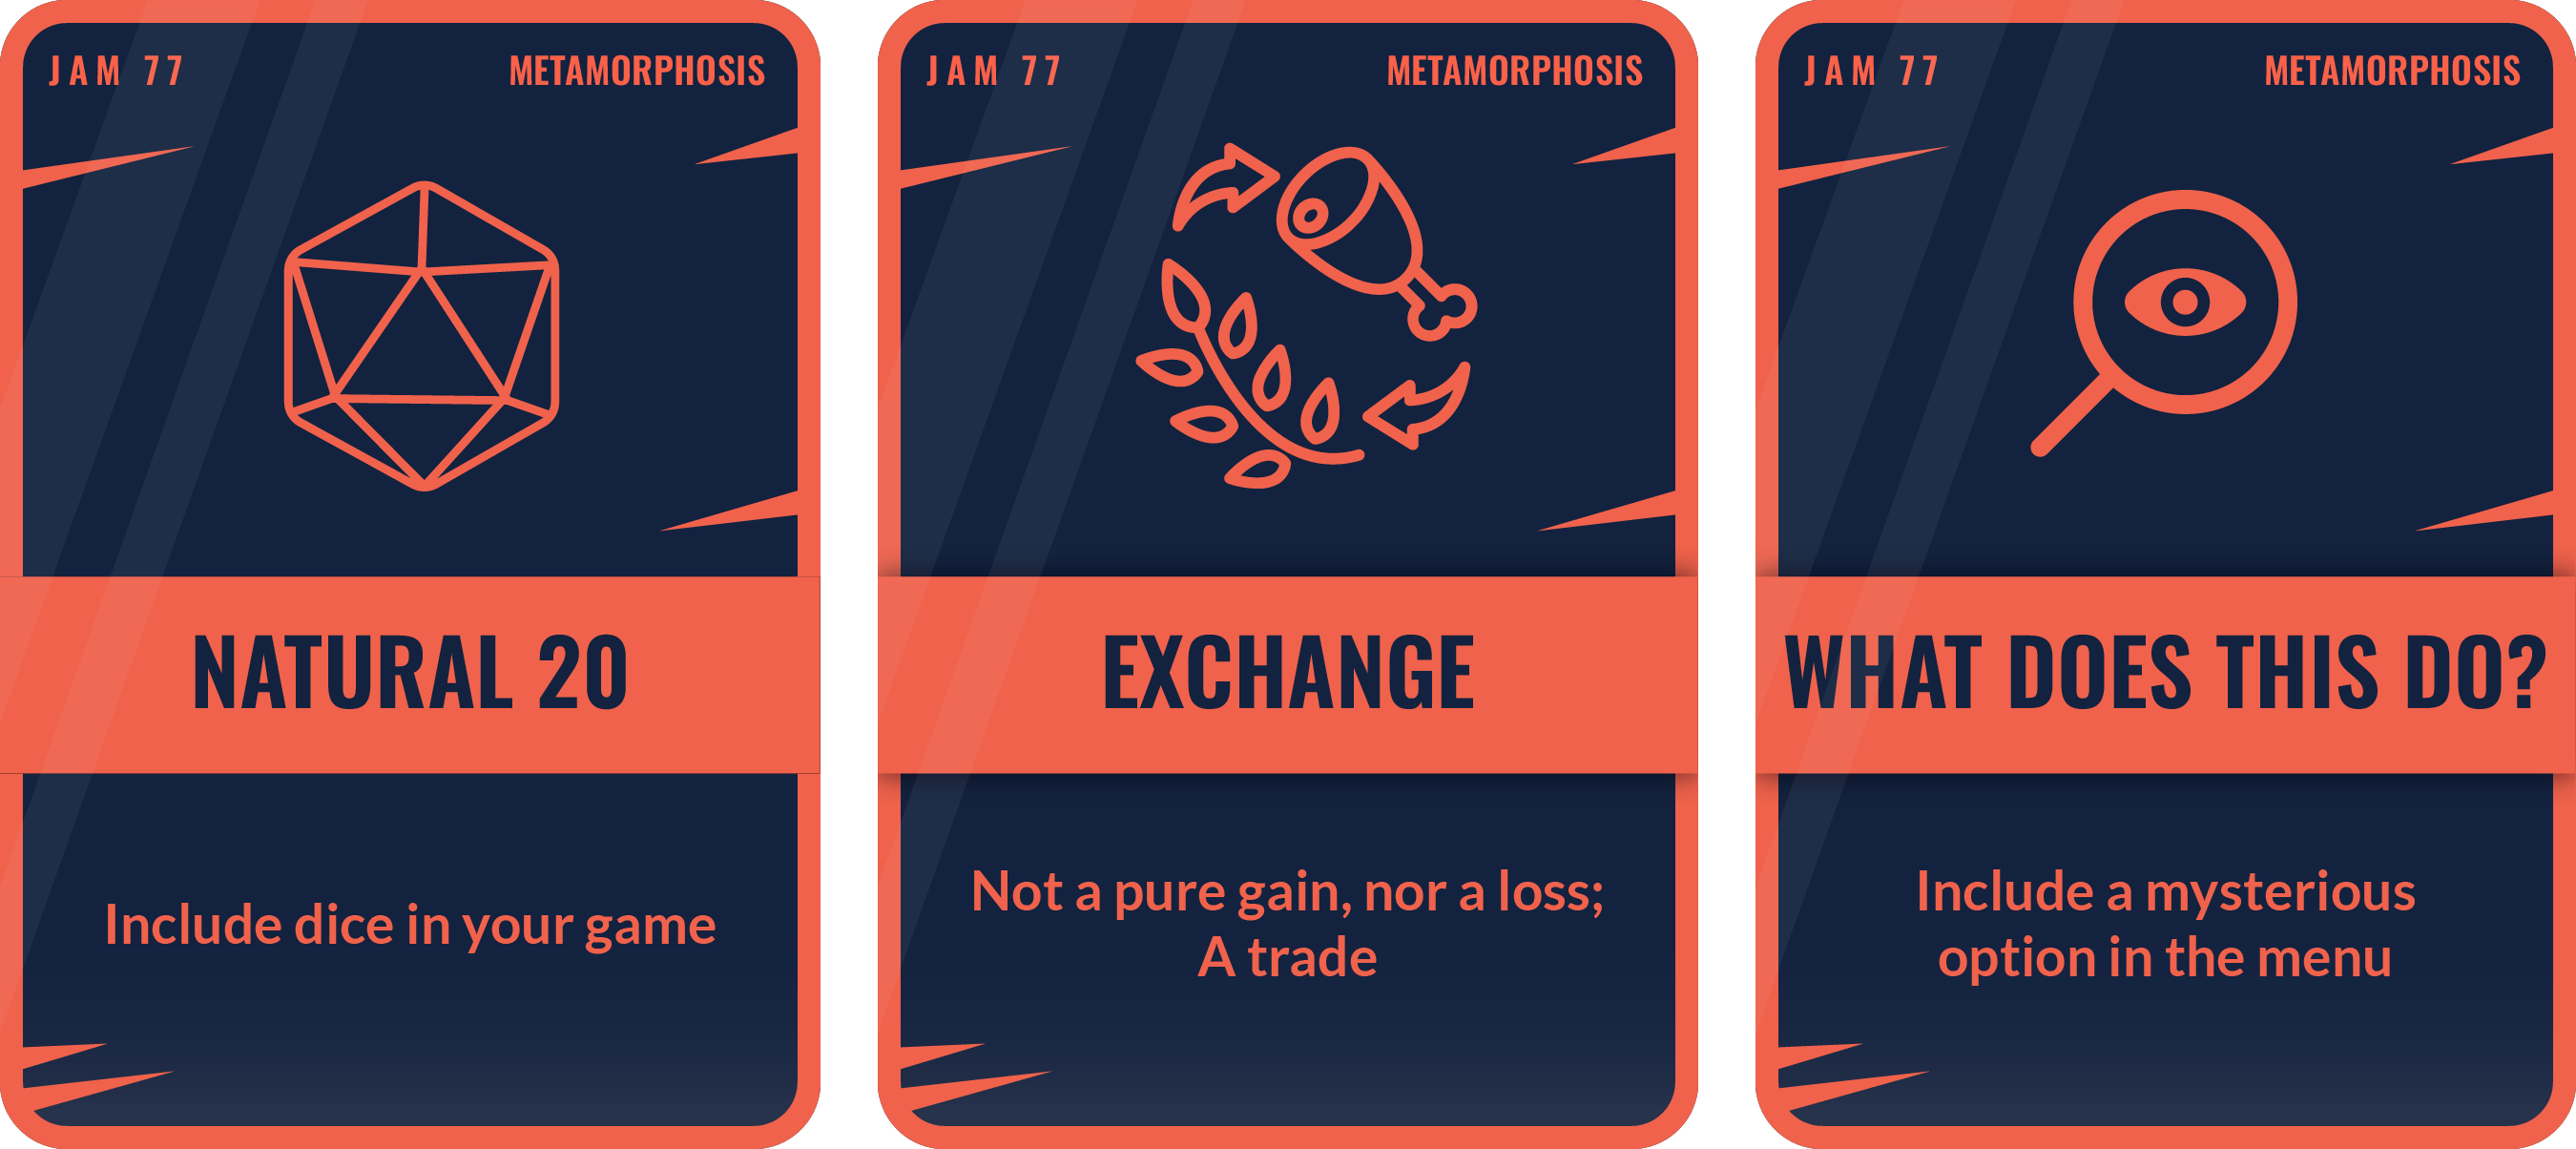 JAM 77
METAMORPHOSIS
NATURAL 20
Include dice in your game
JAM 77
METAMORPHOSIS
EXCHANGE
Not a pure gain, nor a loss;
A trade
JAM 77
METAMORPHOSIS
WHAT DOES THIS DO?
Include a mysterious
option in the menu